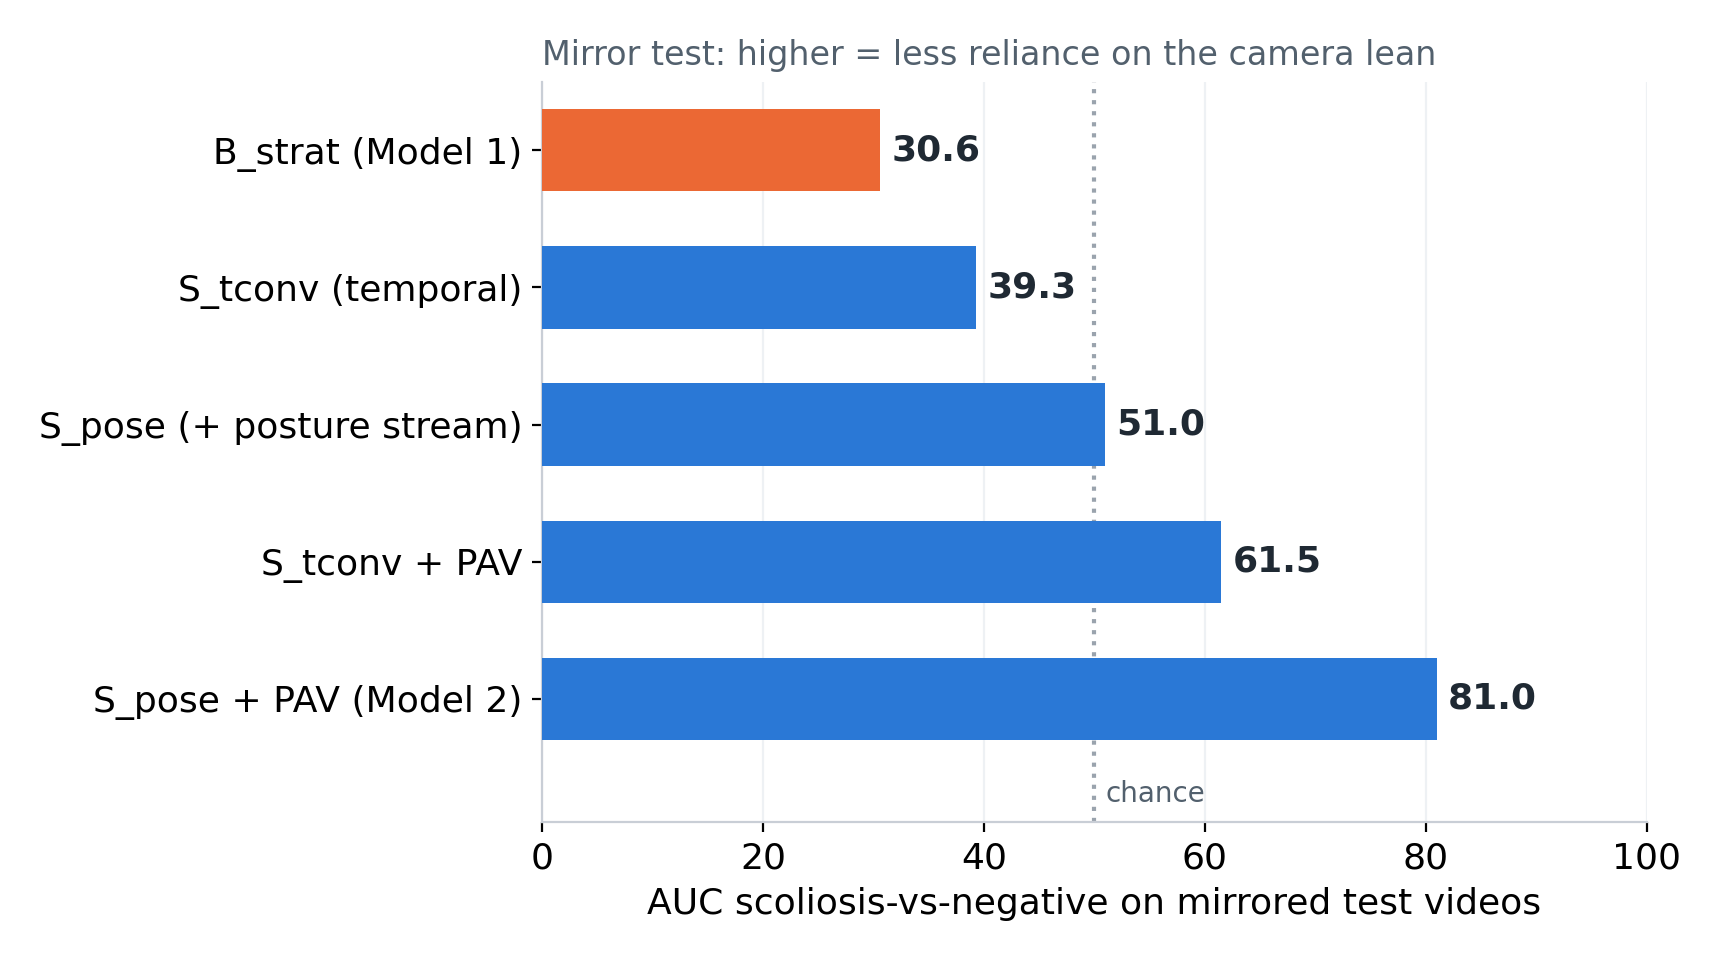 Mirror test: higher = less reliance on the camera lean
B_strat (Model 1) 30.6
S_tconv (temporal) 39.3
S_pose (+ posture stream) 51.0
S_tconv + PAV 61.5
S_pose + PAV (Model 2) 81.0
chance
0 20 40 60 80 100
AUC scoliosis-vs-negative on mirrored test videos